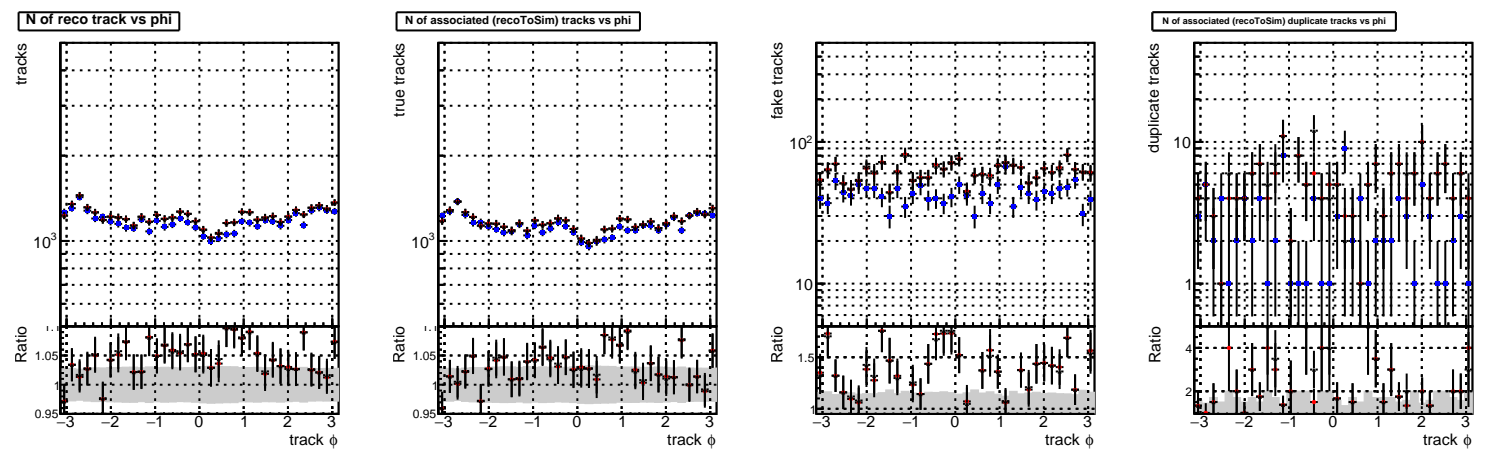 N of reco track vs phi
tracks
10³
Ratio
1.1
1.05
1
0.95
−3 −2 −1 0 1 2 3
track ϕ
N of associated (recoToSim) tracks vs phi
true tracks
10³
Ratio
1.1
1.05
1
0.95
−3 −2 −1 0 1 2 3
track ϕ
fake tracks
10²
10
Ratio
1.5
1
−3 −2 −1 0 1 2 3
track ϕ
N of associated (recoToSim) duplicate tracks vs phi
duplicate tracks
10
1
Ratio
4
2
−3 −2 −1 0 1 2 3
track ϕ